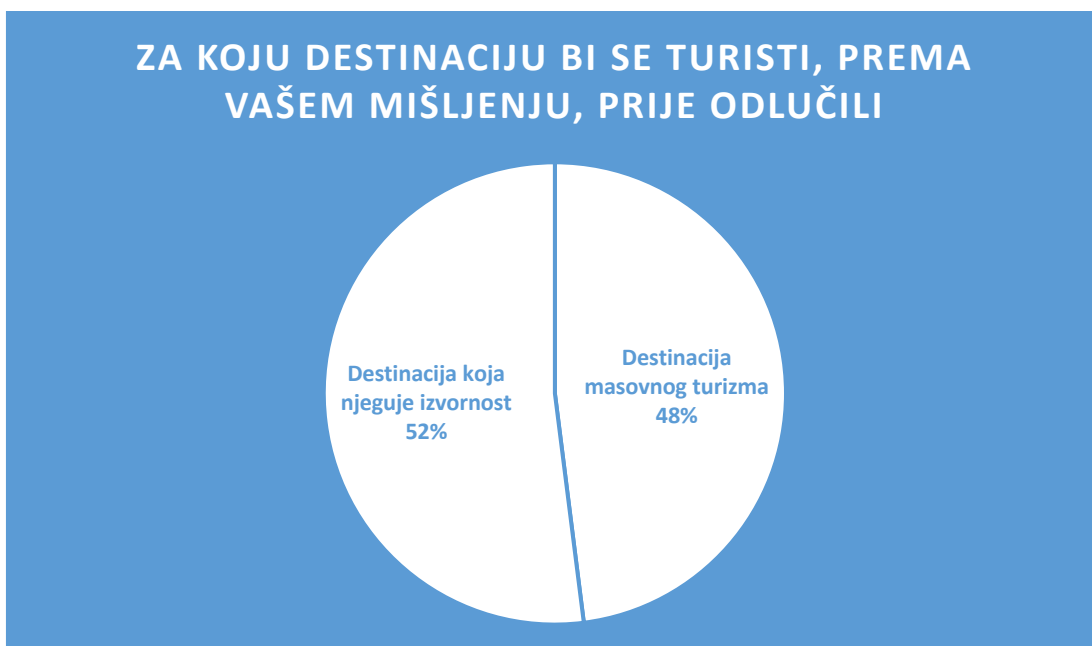 ZA KOJU DESTINACIJU BI SE TURISTI, PREMA
VAŠEM MIŠLJENJU, PRIJE ODLUČILI
Destinacija koja
njeguje izvornost
52%
Destinacija
masovnog turizma
48%